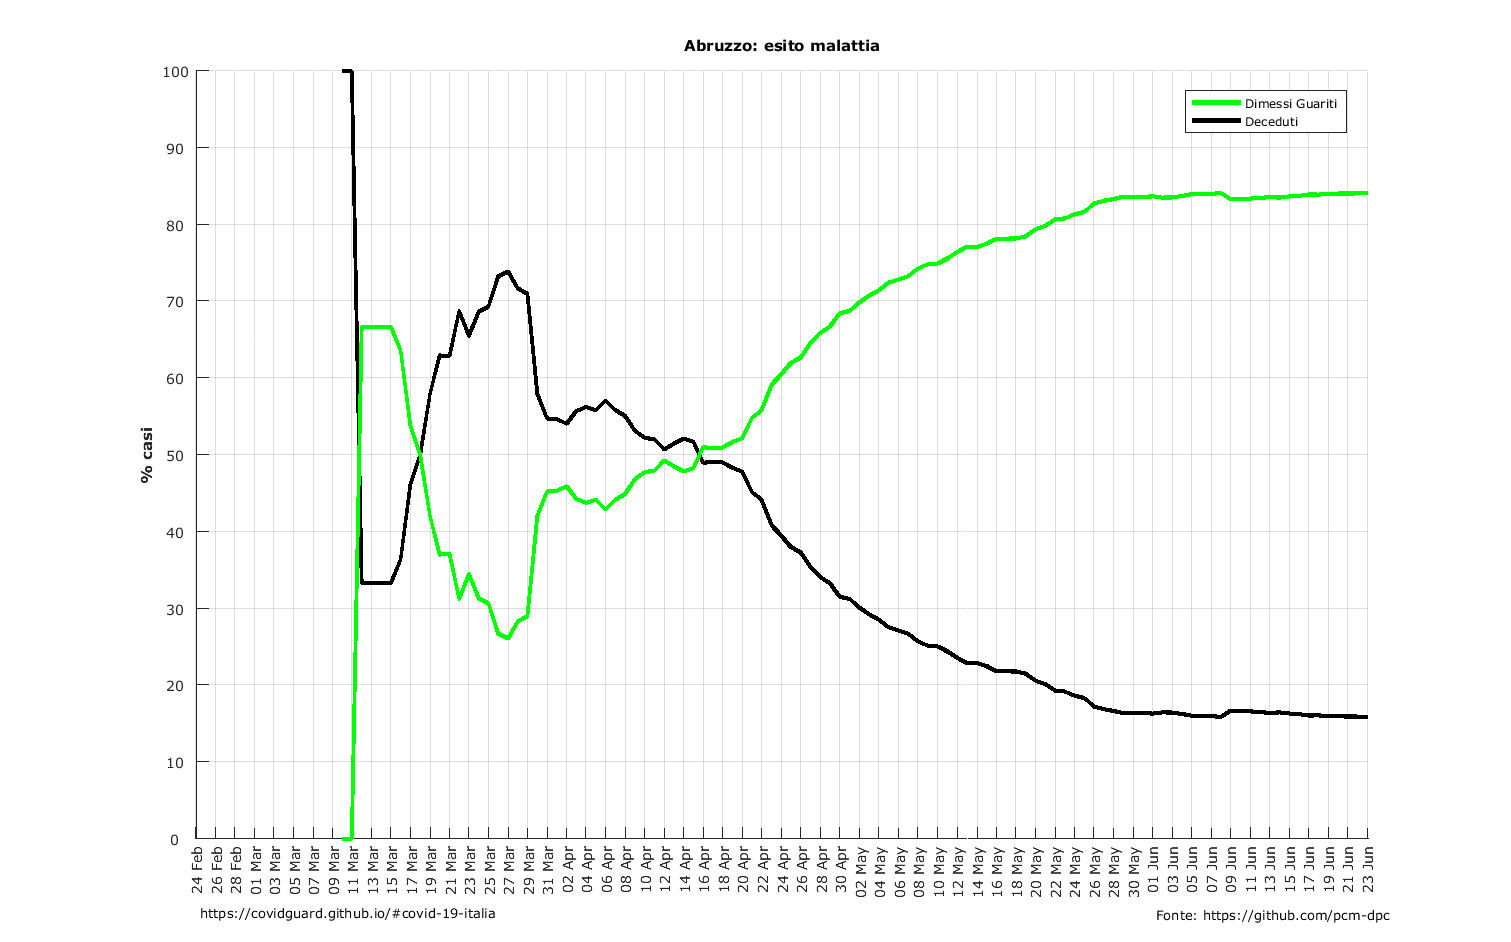 Abruzzo: esito malattia
100
90
80
70
60
50
40
30
20
10
0
% casi
Dimessi Guariti
Deceduti
24 Feb
26 Feb
28 Feb
01 Mar
03 Mar
05 Mar
07 Mar
09 Mar
11 Mar
13 Mar
15 Mar
17 Mar
19 Mar
21 Mar
23 Mar
25 Mar
27 Mar
29 Mar
31 Mar
02 Apr
04 Apr
06 Apr
08 Apr
10 Apr
12 Apr
14 Apr
16 Apr
18 Apr
20 Apr
22 Apr
24 Apr
26 Apr
28 Apr
30 Apr
02 May
04 May
06 May
08 May
10 May
12 May
14 May
16 May
18 May
20 May
22 May
24 May
26 May
28 May
30 May
01 Jun
03 Jun
05 Jun
07 Jun
09 Jun
11 Jun
13 Jun
15 Jun
17 Jun
19 Jun
21 Jun
23 Jun
https://covidguard.github.io/#covid-19-italia
Fonte: https://github.com/pcm-dpc